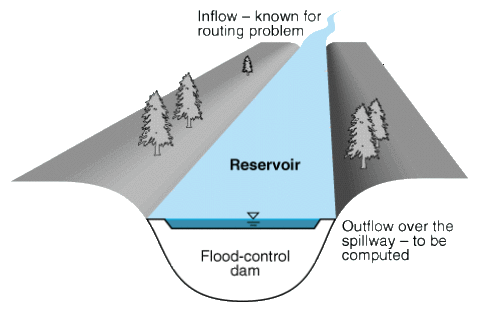 Inflow – known for
routing problem
Reservoir
Outflow over the
spillway – to be
computed
Flood-control
dam